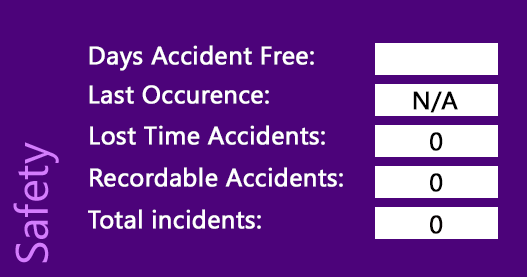 Days Accident Free:
Last Occurence: N/A
Lost Time Accidents: 0
Recordable Accidents: 0
Total incidents: 0
Safety